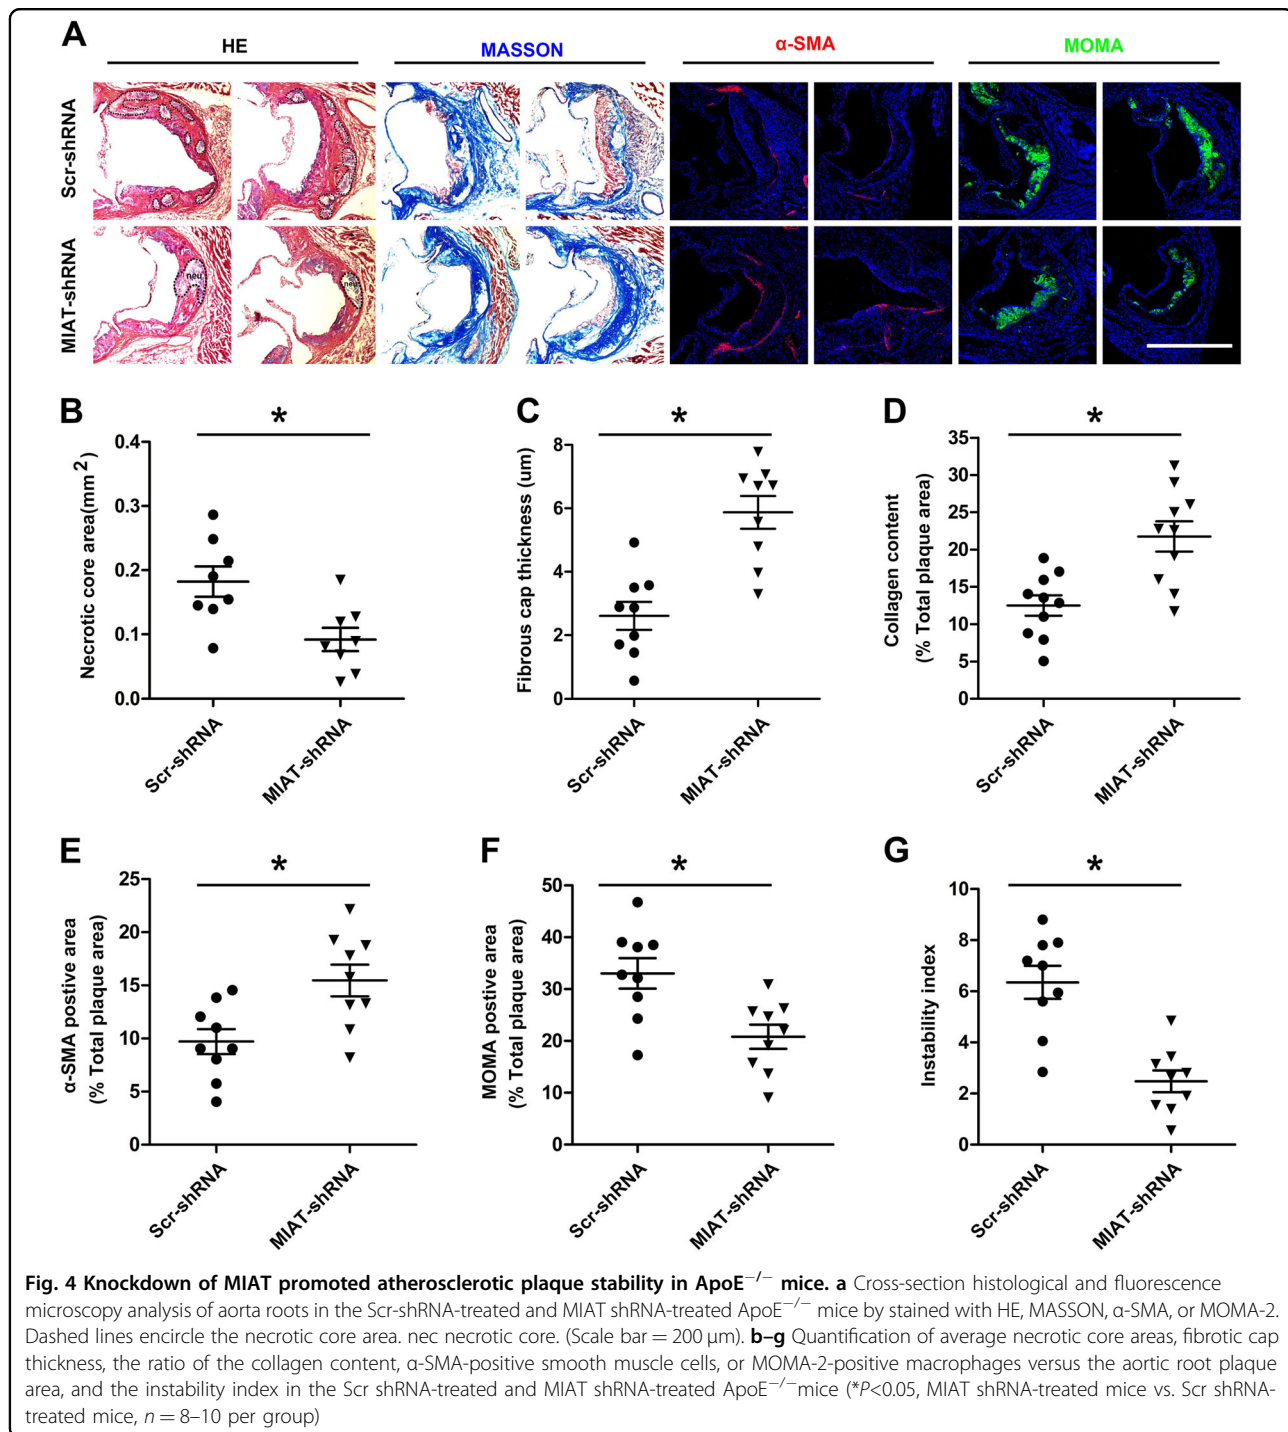 A
HE
MASSON
α-SMA
MOMA
Scr-shRNA
MIAT-shRNA
neu
neu
B
*
Necrotic core area(mm2)
0.4
0.3
0.2
0.1
0.0
Scr-shRNA
MIAT-shRNA
C
*
Fibrous cap thickness (um)
8
6
4
2
0
Scr-shRNA
MIAT-shRNA
D
*
Collagen content
(% Total plaque area)
35
30
25
20
15
10
5
0
Scr-shRNA
MIAT-shRNA
E
*
α-SMA postive area
(% Total plaque area)
25
20
15
10
5
0
Scr-shRNA
MIAT-shRNA
F
*
MOMA postive area
(% Total plaque area)
50
40
30
20
10
0
Scr-shRNA
MIAT-shRNA
G
*
Instability index
10
8
6
4
2
0
Scr-shRNA
MIAT-shRNA
Fig. 4 Knockdown of MIAT promoted atherosclerotic plaque stability in ApoE−/− mice. a Cross-section histological and fluorescence
microscopy analysis of aorta roots in the Scr-shRNA-treated and MIAT shRNA-treated ApoE−/− mice by stained with HE, MASSON, α-SMA, or MOMA-2.
Dashed lines encircle the necrotic core area. nec necrotic core. (Scale bar = 200 µm). b–g Quantification of average necrotic core areas, fibrotic cap
thickness, the ratio of the collagen content, α-SMA-positive smooth muscle cells, or MOMA-2-positive macrophages versus the aortic root plaque
area, and the instability index in the Scr shRNA-treated and MIAT shRNA-treated ApoE−/−mice (*P<0.05, MIAT shRNA-treated mice vs. Scr shRNA-
treated mice, n = 8–10 per group)